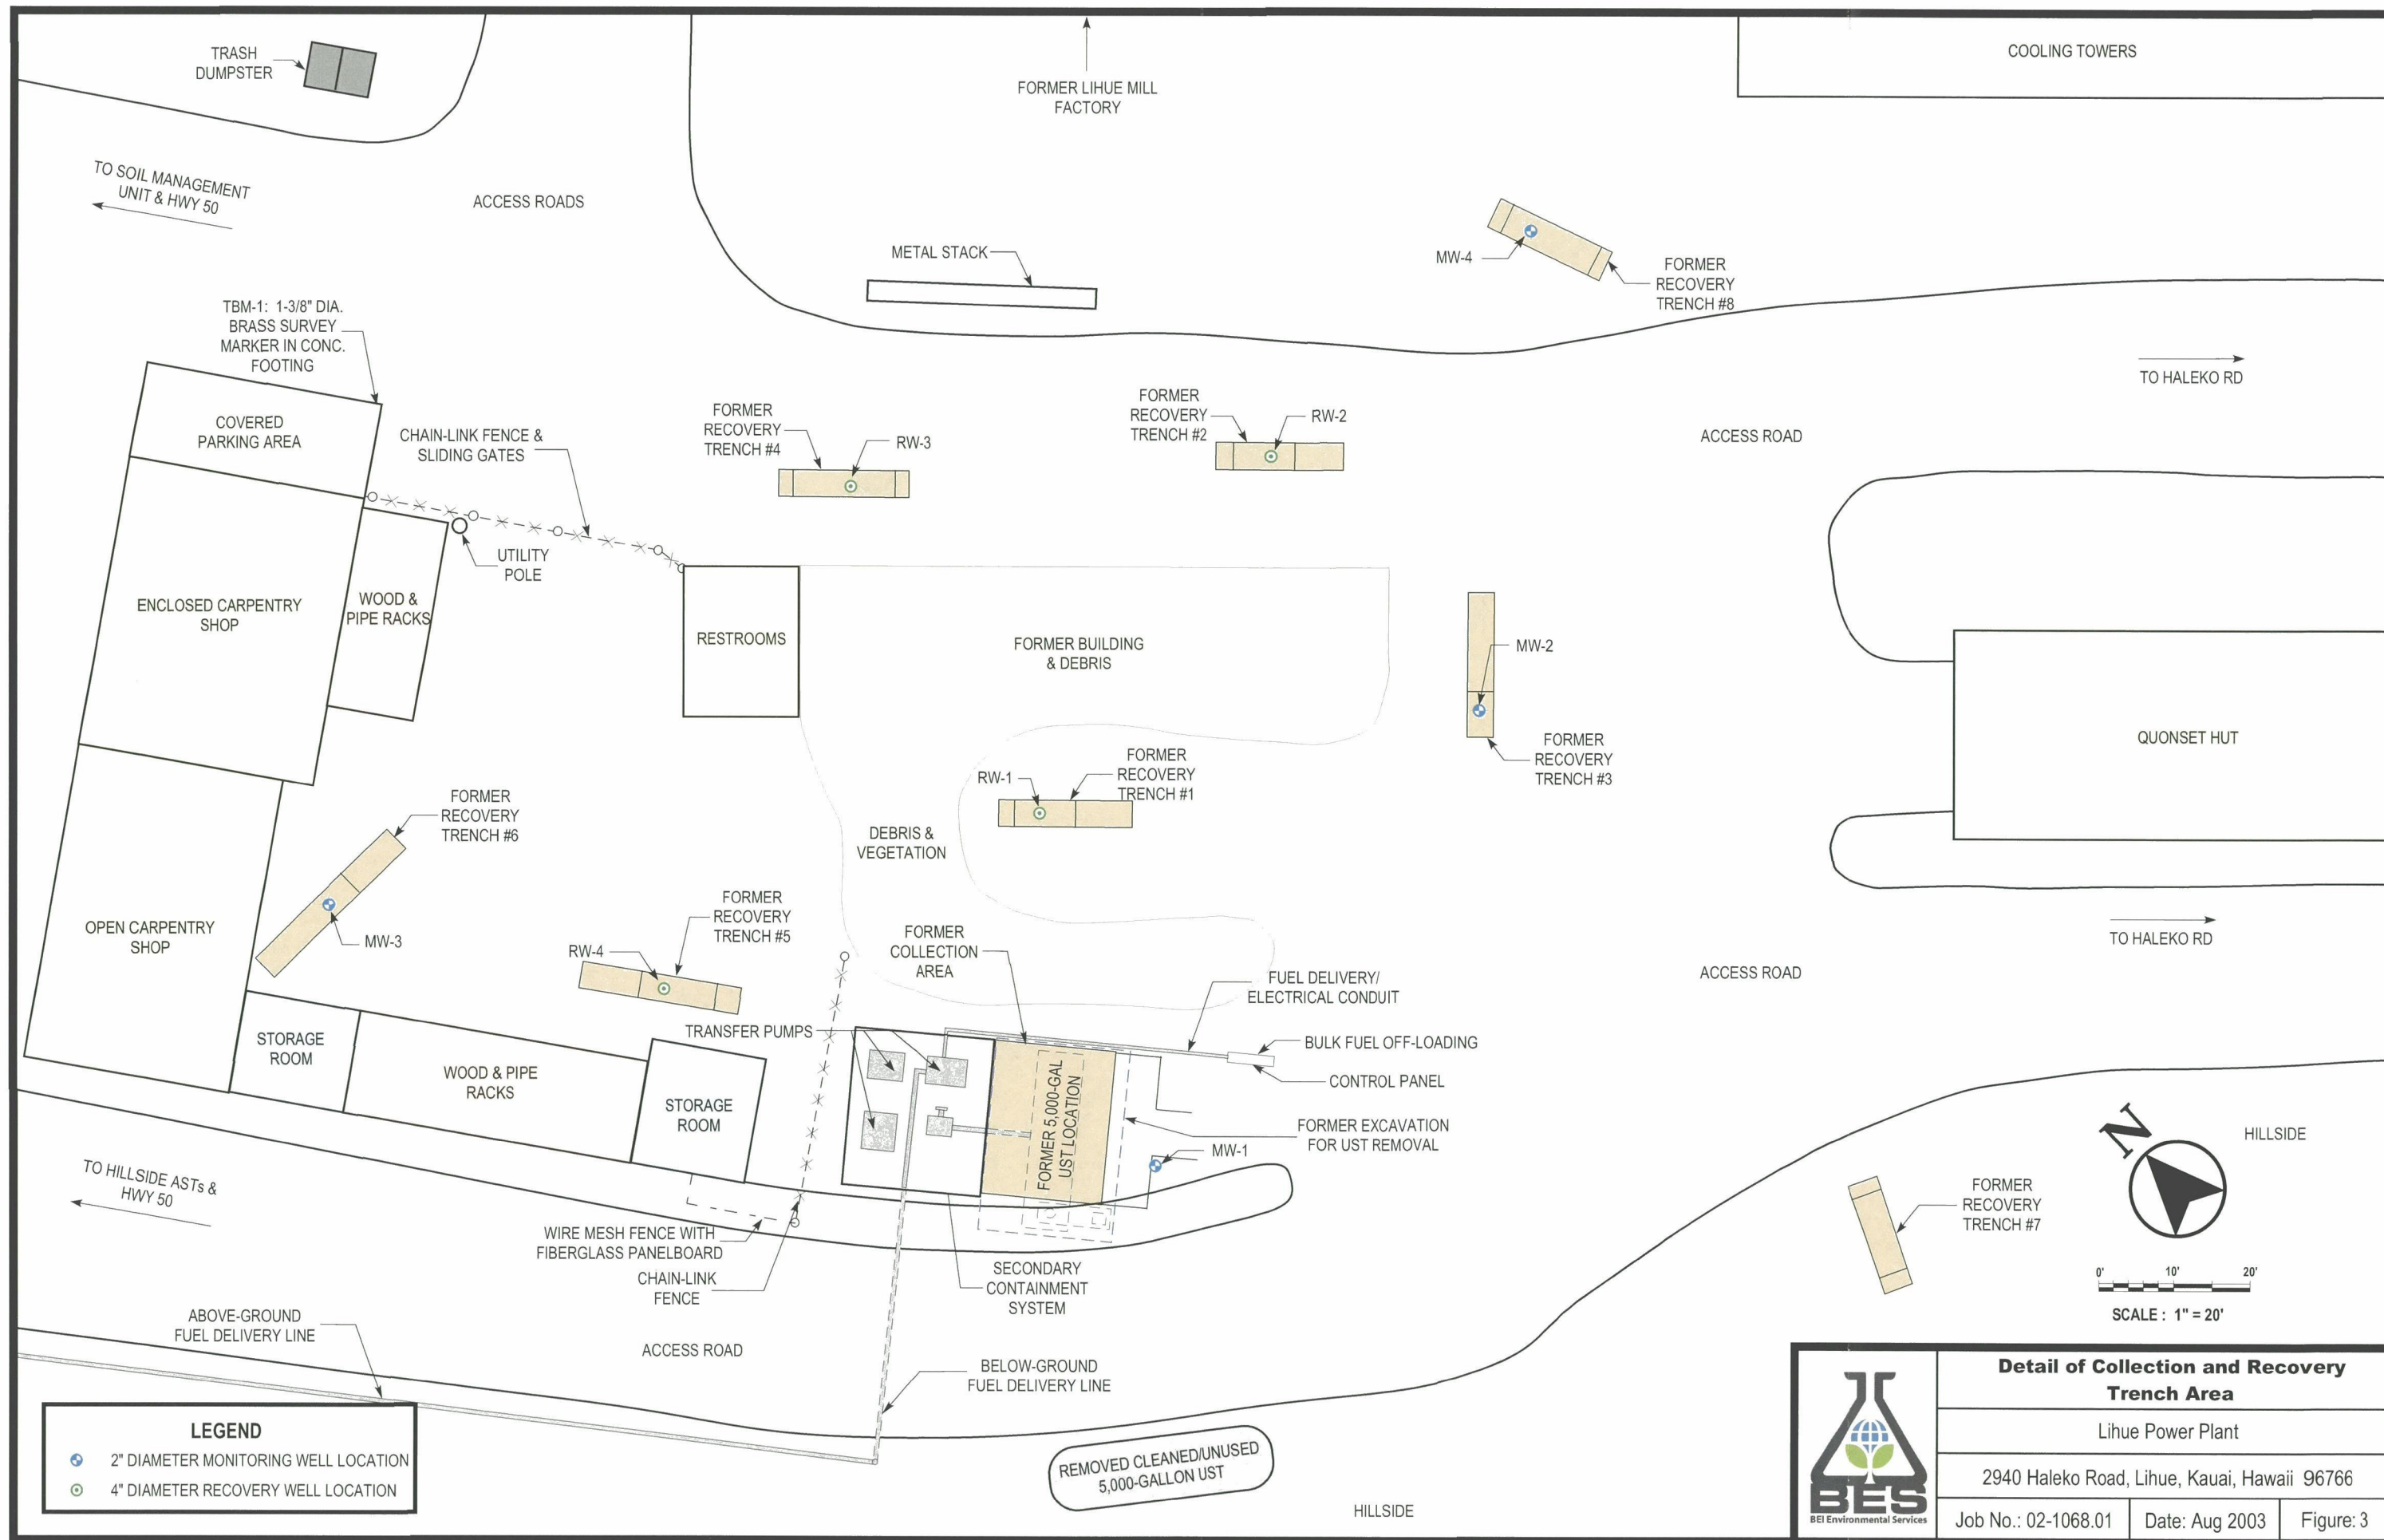 TRASH
DUMPSTER
FORMER LIHUE MILL
FACTORY
COOLING TOWERS
TO SOIL MANAGEMENT
UNIT & HWY 50
ACCESS ROADS
METAL STACK
MW-4
FORMER
RECOVERY
TRENCH #8
TBM-1: 1-3/8" DIA.
BRASS SURVEY
MARKER IN CONC.
FOOTING
TO HALEKO RD
COVERED
PARKING AREA
CHAIN-LINK FENCE &
SLIDING GATES
FORMER
RECOVERY
TRENCH #4
RW-3
FORMER
RECOVERY
TRENCH #2
RW-2
ACCESS ROAD
UTILITY
POLE
ENCLOSED CARPENTRY
SHOP
WOOD &
PIPE RACKS
RESTROOMS
FORMER BUILDING
& DEBRIS
MW-2
FORMER
RECOVERY
TRENCH #3
QUONSET HUT
RW-1
FORMER
RECOVERY
TRENCH #1
FORMER
RECOVERY
TRENCH #6
DEBRIS &
VEGETATION
OPEN CARPENTRY
SHOP
MW-3
RW-4
FORMER
RECOVERY
TRENCH #5
FORMER
COLLECTION
AREA
TO HALEKO RD
FUEL DELIVERY/
ELECTRICAL CONDUIT
ACCESS ROAD
TRANSFER PUMPS
BULK FUEL OFF-LOADING
CONTROL PANEL
STORAGE
ROOM
WOOD & PIPE
RACKS
STORAGE
ROOM
FORMER 5,000-GAL
UST LOCATION
FORMER EXCAVATION
FOR UST REMOVAL
MW-1
N
HILLSIDE
TO HILLSIDE ASTs &
HWY 50
WIRE MESH FENCE WITH
FIBERGLASS PANELBOARD
CHAIN-LINK
FENCE
SECONDARY
CONTAINMENT
SYSTEM
FORMER
RECOVERY
TRENCH #7
0' 10' 20'
SCALE : 1" = 20'
ABOVE-GROUND
FUEL DELIVERY LINE
ACCESS ROAD
BELOW-GROUND
FUEL DELIVERY LINE
REMOVED CLEANED/UNUSED
5,000-GALLON UST
HILLSIDE
LEGEND
2" DIAMETER MONITORING WELL LOCATION
4" DIAMETER RECOVERY WELL LOCATION
BES
BEI Environmental Services
Detail of Collection and Recovery
Trench Area
Lihue Power Plant
2940 Haleko Road, Lihue, Kauai, Hawaii 96766
Job No.: 02-1068.01
Date: Aug 2003
Figure: 3